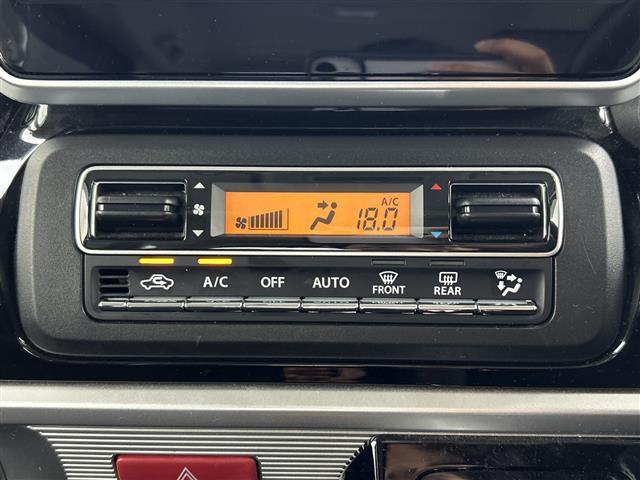 A/C
18.0
A/C OFF AUTO FRONT REAR